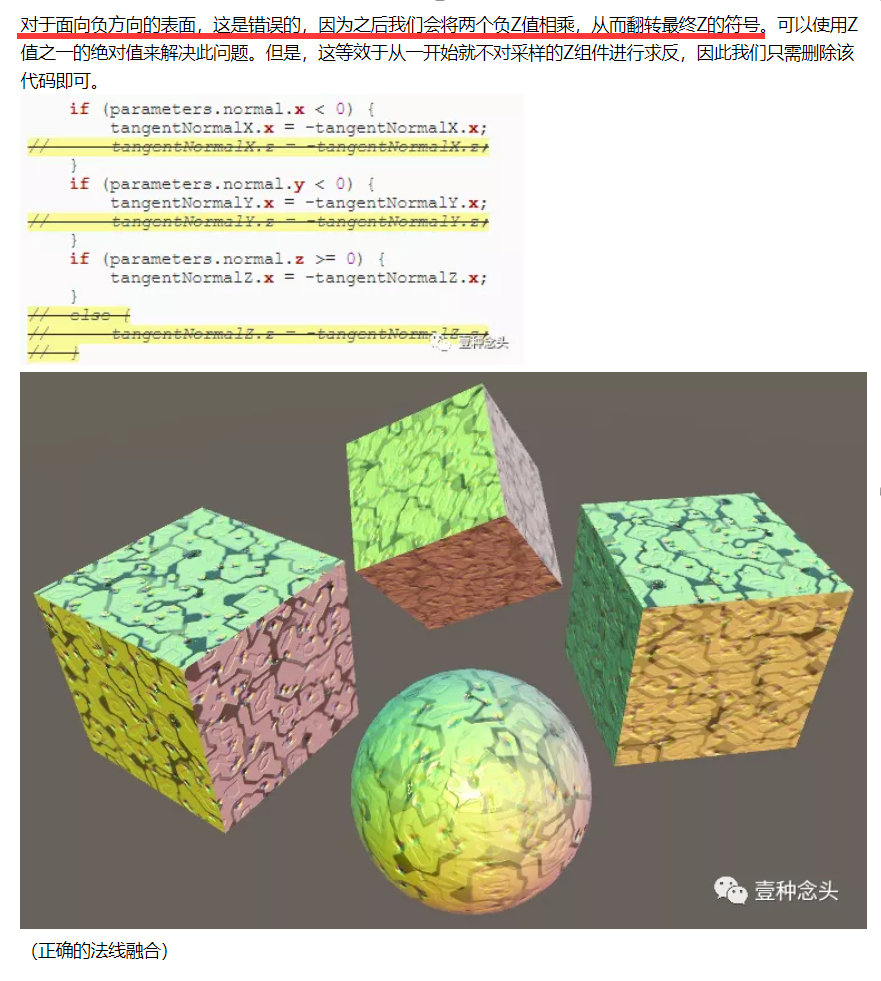 对于面向负方向的表面，这是错误的，因为之后我们会将两个负Z值相乘，从而翻转最终Z的符号。可以使用Z
值之一的绝对值来解决此问题。但是，这等效于从一开始就不对采样的Z组件进行求反，因此我们只需删除该
代码即可。
if (parameters.normal.x < 0) {
tangentNormalX.x = -tangentNormalX.x;
// tangentNormalX.z = -tangentNormalX.z;
}
if (parameters.normal.y < 0) {
tangentNormalY.x = -tangentNormalY.x;
// tangentNormalY.z = -tangentNormalY.z;
}
if (parameters.normal.z >= 0) {
tangentNormalZ.x = -tangentNormalZ.x;
}
// else {
// tangentNormalZ.z = -tangentNormalZ.z;
// }
壹种念头
壹种念头
（正确的法线融合）